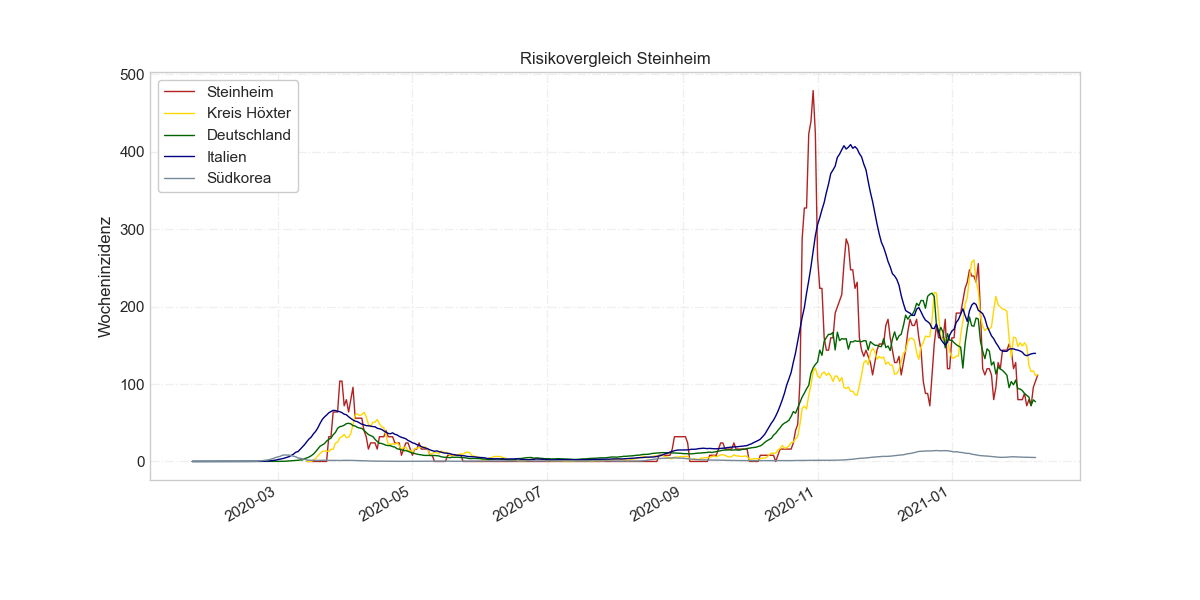 Risikovergleich Steinheim
500
400
300
200
100
0
Wocheninzidenz
Steinheim
Kreis Höxter
Deutschland
Italien
Südkorea
2020-03
2020-05
2020-07
2020-09
2020-11
2021-01